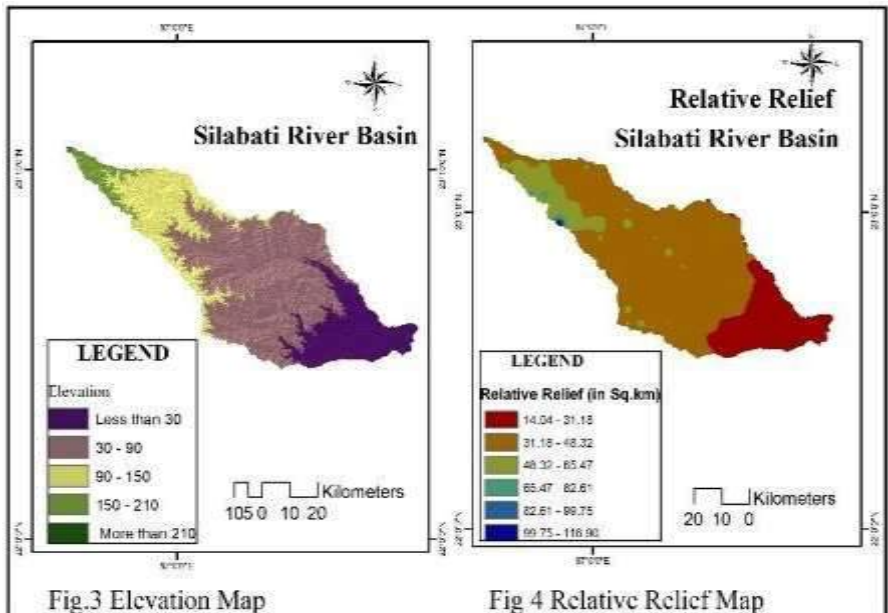 Silabati River Basin
LEGEND
Elevation
Less than 30
30 - 90
90 - 150
150 - 210
More than 210
Kilometers
105 0 10 20
Fig.3 Elevation Map
Relative Relief
Silabati River Basin
LEGEND
Relative Relief (in Sq.km)
14.04 - 31.18
31.18 - 48.32
48.32 - 65.47
65.47 - 82.61
82.61 - 99.75
99.75 - 116.90
Kilometers
20 10 0
Fig 4 Relative Relief Map